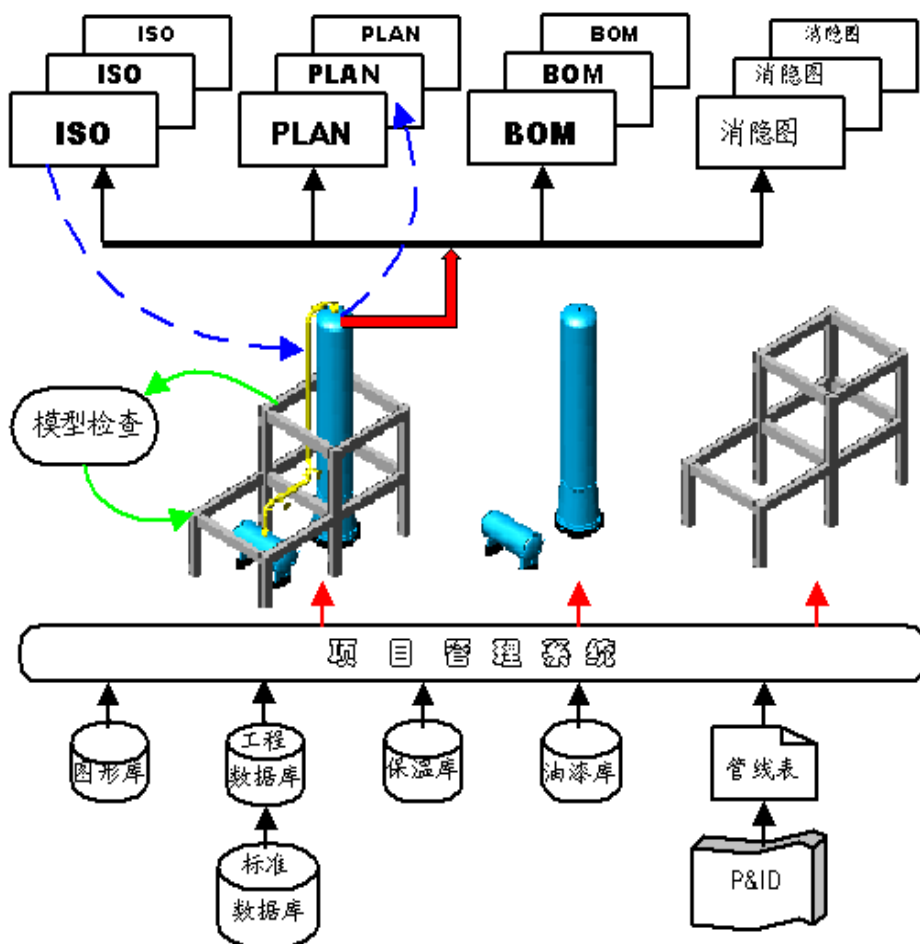 ISO
PLAN
BOM
消隐图
ISO
PLAN
BOM
消隐图
ISO
PLAN
BOM
消隐图
模型检查
项目管理系统
图形库
工程
数据库
保温库
油漆库
管线表
标准
数据库
P&ID